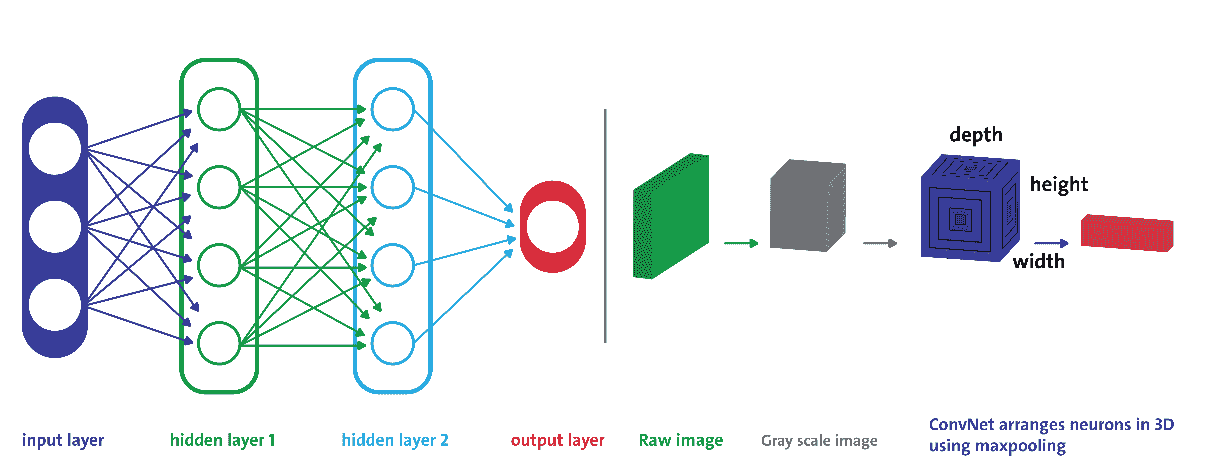 depth
height
width
input layer
hidden layer 1
hidden layer 2
output layer
Raw image
Gray scale image
ConvNet arranges neurons in 3D
using maxpooling